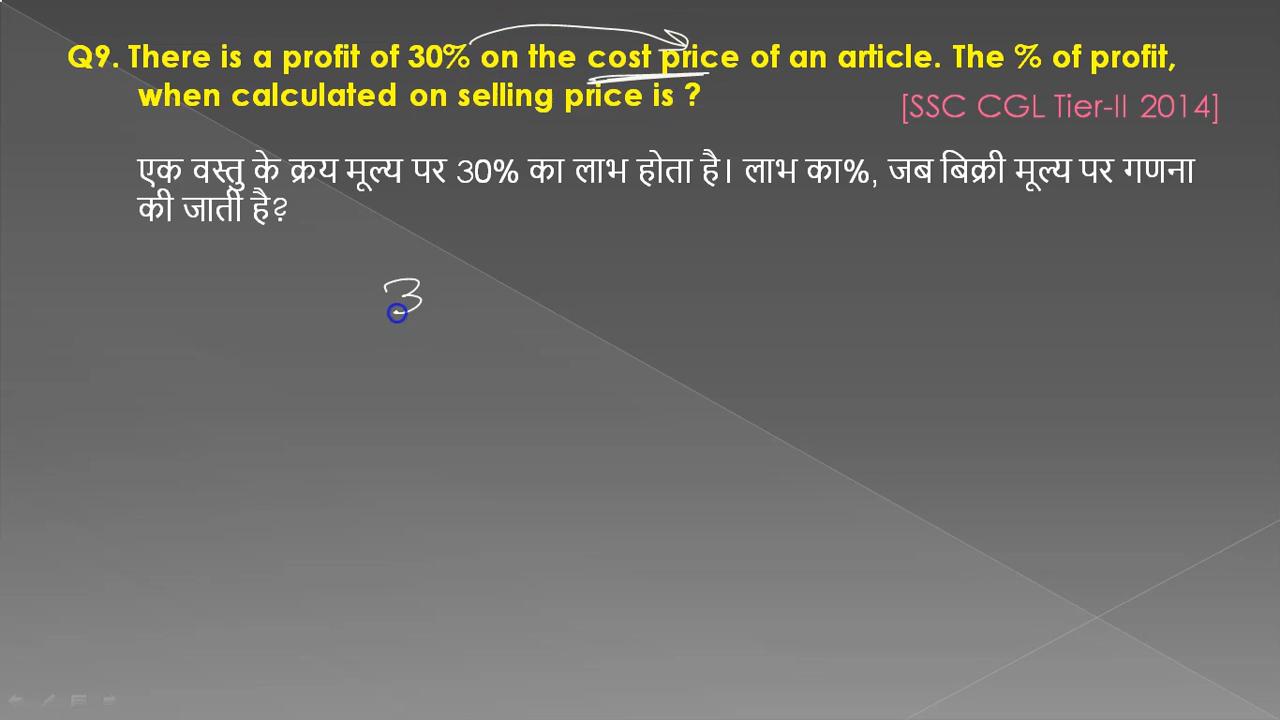 Q9. There is a profit of 30% on the cost price of an article. The % of profit,
when calculated on selling price is ?
[SSC CGL Tier-II 2014]
एक वस्तु के क्रय मूल्य पर 30% का लाभ होता है। लाभ का%, जब बिक्री मूल्य पर गणना
की जाती है?
3